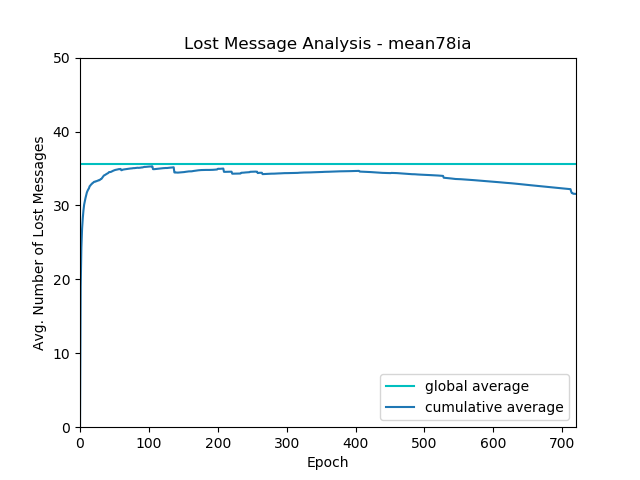 Lost Message Analysis - mean78ia
50
40
30
20
10
0
Avg. Number of Lost Messages
global average
cumulative average
0 100 200 300 400 500 600 700
Epoch